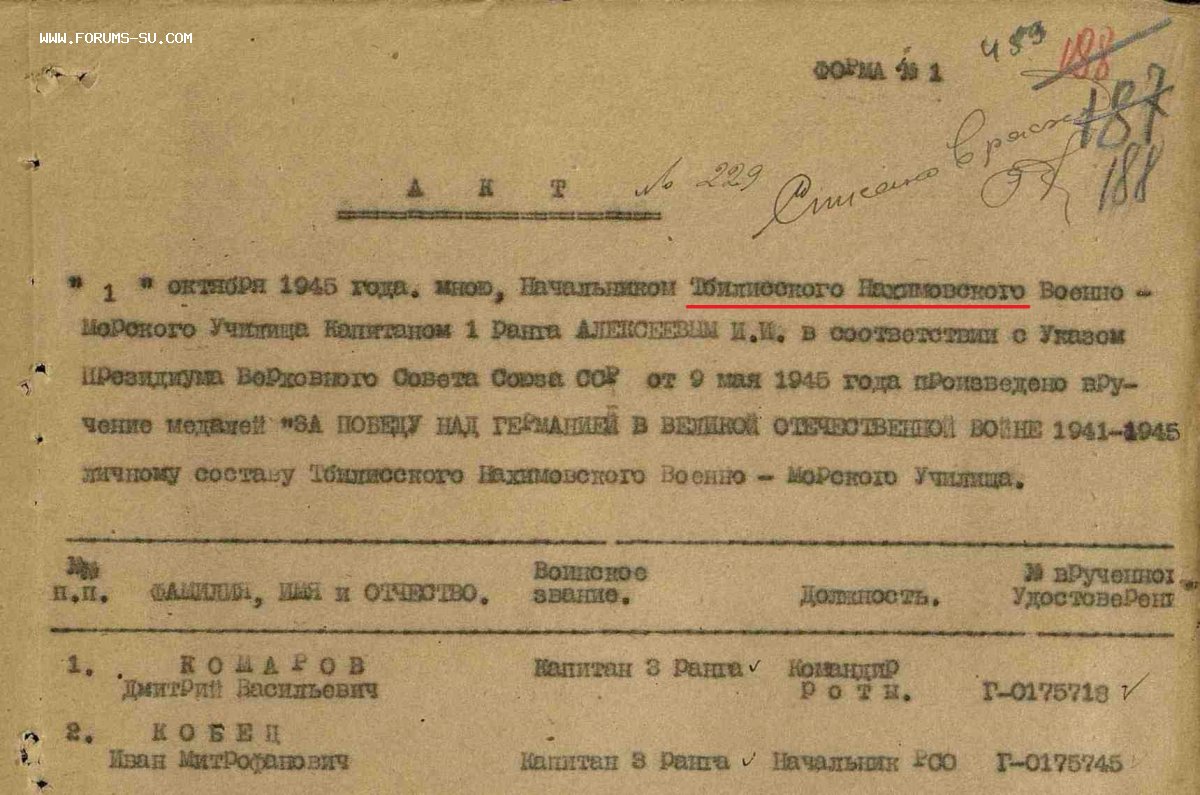 WWW.FORUMS-SU.COM
ФОРМА № 1
459
188
187
188
Списано
А К Т № 229
" 1 " октября 1945 года. мною, Начальником Тбилисского Нахимовского Военно -
Морского Училища Капитаном 1 Ранга АЛЕКСЕЕВЫМ И.И. в соответствии с Указом
Президиума Верховного Совета Союза ССР от 9 мая 1945 года произведено вру-
чение медалей "ЗА ПОБЕДУ НАД ГЕРМАНИЕЙ В ВЕЛИКОЙ ОТЕЧЕСТВЕННОЙ ВОЙНЕ 1941-1945
личному составу Тбилисского Нахимовского Военно - Морского Училища.
№№ Воинское № врученног
п.п. ФАМИЛИЯ, ИМЯ и ОТЧЕСТВО. звание. Должность. Удостоверени
1. К О М А Р О В Капитан 3 Ранга ✓ Командир
Дмитрий Васильевич Р О Т Ы. Г-0175718 ✓
2. К О Б Е Ц
Иван Митрофанович Капитан 3 Ранга ✓ Начальник РСО Г-0175745